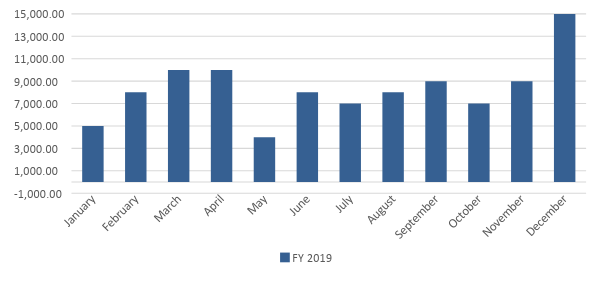 15,000.00
13,000.00
11,000.00
9,000.00
7,000.00
5,000.00
3,000.00
1,000.00
-1,000.00
January
February
March
April
May
June
July
August
September
October
November
December
FY 2019